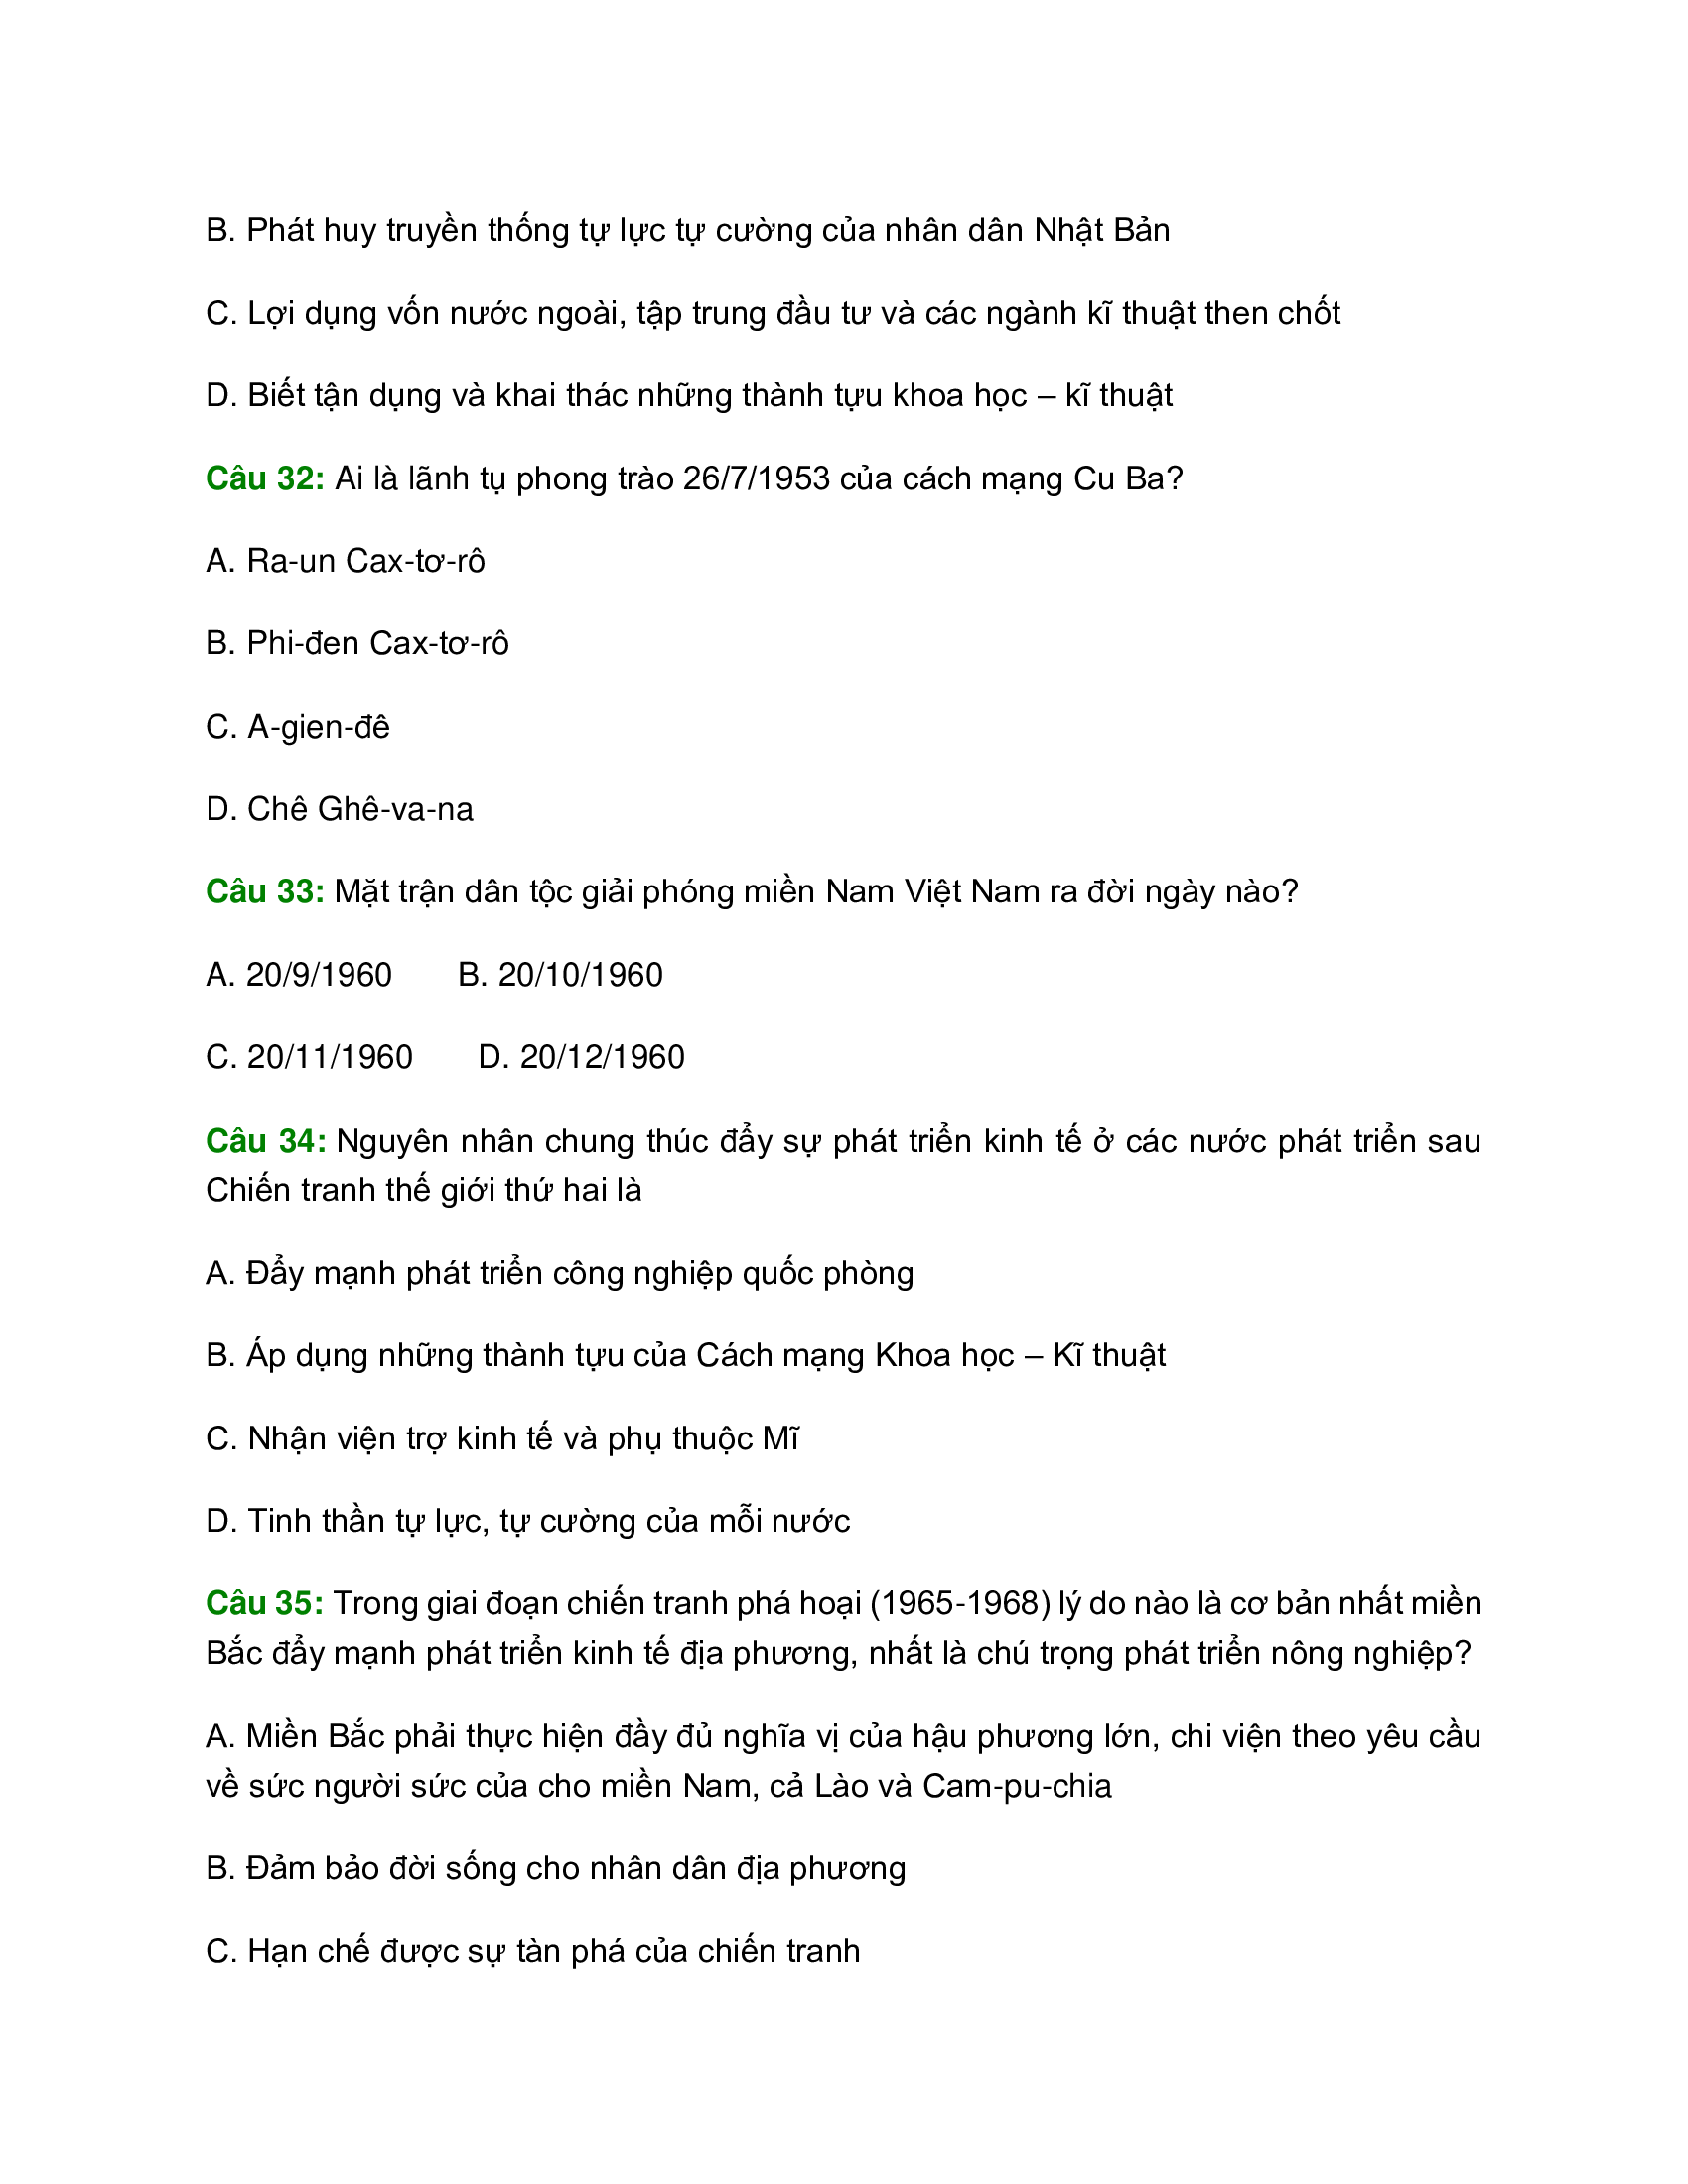 B. Phát huy truyền thống tự lực tự cường của nhân dân Nhật Bản
C. Lợi dụng vốn nước ngoài, tập trung đầu tư và các ngành kĩ thuật then chốt
D. Biết tận dụng và khai thác những thành tựu khoa học – kĩ thuật
Câu 32: Ai là lãnh tụ phong trào 26/7/1953 của cách mạng Cu Ba?
A. Ra-un Cax-tơ-rô
B. Phi-đen Cax-tơ-rô
C. A-gien-đê
D. Chê Ghê-va-na
Câu 33: Mặt trận dân tộc giải phóng miền Nam Việt Nam ra đời ngày nào?
A. 20/9/1960 B. 20/10/1960
C. 20/11/1960 D. 20/12/1960
Câu 34: Nguyên nhân chung thúc đẩy sự phát triển kinh tế ở các nước phát triển sau
Chiến tranh thế giới thứ hai là
A. Đẩy mạnh phát triển công nghiệp quốc phòng
B. Áp dụng những thành tựu của Cách mạng Khoa học – Kĩ thuật
C. Nhận viện trợ kinh tế và phụ thuộc Mĩ
D. Tinh thần tự lực, tự cường của mỗi nước
Câu 35: Trong giai đoạn chiến tranh phá hoại (1965-1968) lý do nào là cơ bản nhất miền
Bắc đẩy mạnh phát triển kinh tế địa phương, nhất là chú trọng phát triển nông nghiệp?
A. Miền Bắc phải thực hiện đầy đủ nghĩa vị của hậu phương lớn, chi viện theo yêu cầu
về sức người sức của cho miền Nam, cả Lào và Cam-pu-chia
B. Đảm bảo đời sống cho nhân dân địa phương
C. Hạn chế được sự tàn phá của chiến tranh